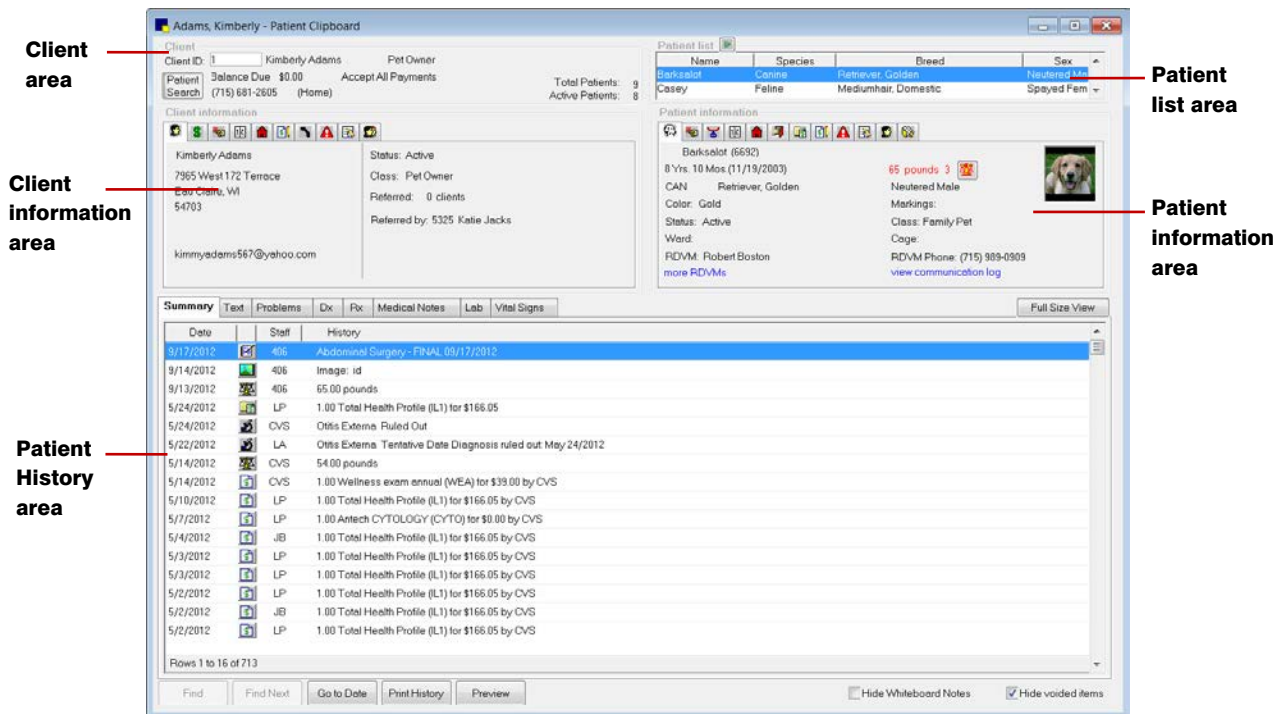 Adams, Kimberly - Patient Clipboard
Client area
Client
Client ID: 1 Kimberly Adams Pet Owner
Patient Search
Balance Due $0.00 Accept All Payments
(715) 681-2605 (Home)
Total Patients: 9
Active Patients: 8
Patient list
Name Species Breed Sex
Barksalot Canine Retriever, Golden Neutered Ma
Casey Feline Mediumhair, Domestic Spayed Fem
Patient list area
Client information
Kimberly Adams
7965 West 172 Terrace
Eau Claire, WI
54703
kimmyadams567@yahoo.com
Status: Active
Class: Pet Owner
Referred: 0 clients
Referred by: 5325 Katie Jacks
Client information area
Patient information
Barksalot (6692)
8 Yrs. 10 Mos.(11/19/2003) 65 pounds 3
CAN Retriever, Golden Neutered Male
Color: Gold Markings:
Status: Active Class: Family Pet
Ward: Cage:
RDVM: Robert Boston RDVM Phone: (715) 989-0909
more RDVMs view communication log
Patient information area
Summary Text Problems Dx Rx Medical Notes Lab Vital Signs Full Size View
Date Staff History
9/17/2012 406 Abdominal Surgery - FINAL 09/17/2012
9/14/2012 406 Image: id
9/13/2012 406 65.00 pounds
5/24/2012 LP 1.00 Total Health Profile (IL1) for $166.05
5/24/2012 CVS Otitis Externa Ruled Out
5/22/2012 LA Otitis Externa Tentative Date Diagnosis ruled out: May 24/2012
5/14/2012 CVS 54.00 pounds
5/14/2012 CVS 1.00 Wellness exam annual (WEA) for $39.00 by CVS
5/10/2012 LP 1.00 Total Health Profile (IL1) for $166.05 by CVS
5/7/2012 LP 1.00 Antech CYTOLOGY (CYTO) for $0.00 by CVS
5/4/2012 JB 1.00 Total Health Profile (IL1) for $166.05 by CVS
5/3/2012 LP 1.00 Total Health Profile (IL1) for $166.05 by CVS
5/3/2012 LP 1.00 Total Health Profile (IL1) for $166.05 by CVS
5/2/2012 LP 1.00 Total Health Profile (IL1) for $166.05 by CVS
5/2/2012 JB 1.00 Total Health Profile (IL1) for $166.05 by CVS
5/2/2012 LP 1.00 Total Health Profile (IL1) for $166.05 by CVS
Patient History area
Rows 1 to 16 of 713
Find Find Next Go to Date Print History Preview Hide Whiteboard Notes Hide voided items